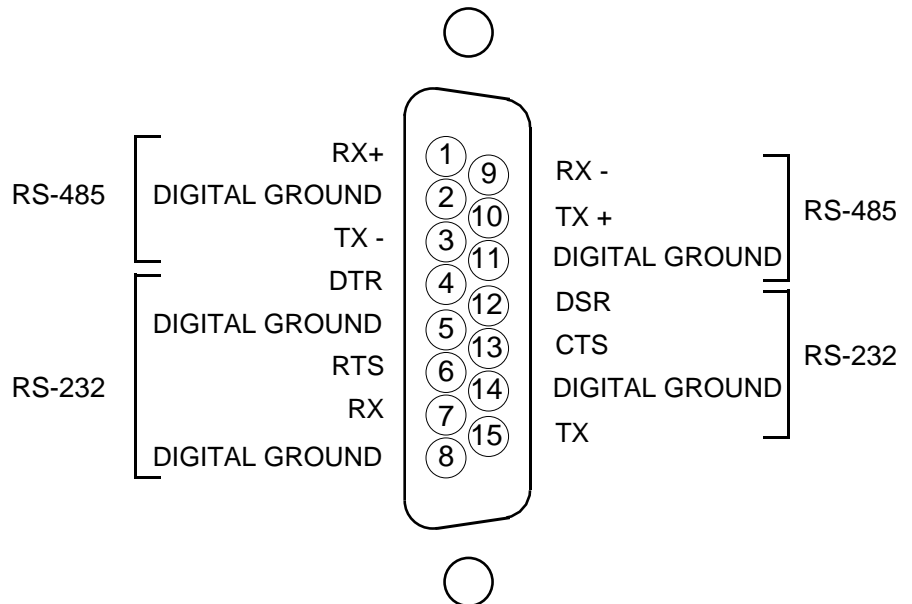 RS-485
RX+
DIGITAL GROUND
TX -
RS-232
DTR
DIGITAL GROUND
RTS
RX
DIGITAL GROUND
1
2
3
4
5
6
7
8
9
10
11
12
13
14
15
RX -
TX +
DIGITAL GROUND
RS-485
DSR
CTS
DIGITAL GROUND
TX
RS-232